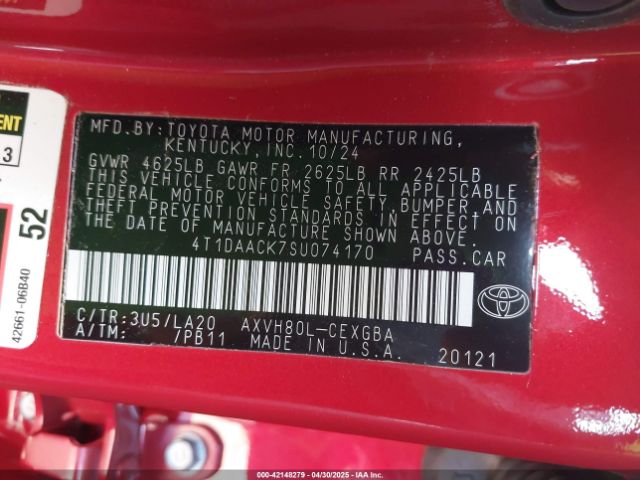 MFD.BY:TOYOTA MOTOR MANUFACTURING,
KENTUCKY, INC. 10/24
GVWR 4625LB GAWR FR 2625LB RR 2425LB
THIS VEHICLE CONFORMS TO ALL APPLICABLE
FEDERAL MOTOR VEHICLE SAFETY, BUMPER, AND
THEFT PREVENTION STANDARDS IN EFFECT ON
THE DATE OF MANUFACTURE SHOWN ABOVE.
4T1DAACK7SU074170 PASS.CAR
C/TR:3U5/LA20 AXVH80L-CEXGBA
A/TM: /PB11 MADE IN U.S.A. 20121
3
52
42661-06B40
000-42148279 - 04/30/2025 - IAAI.COM